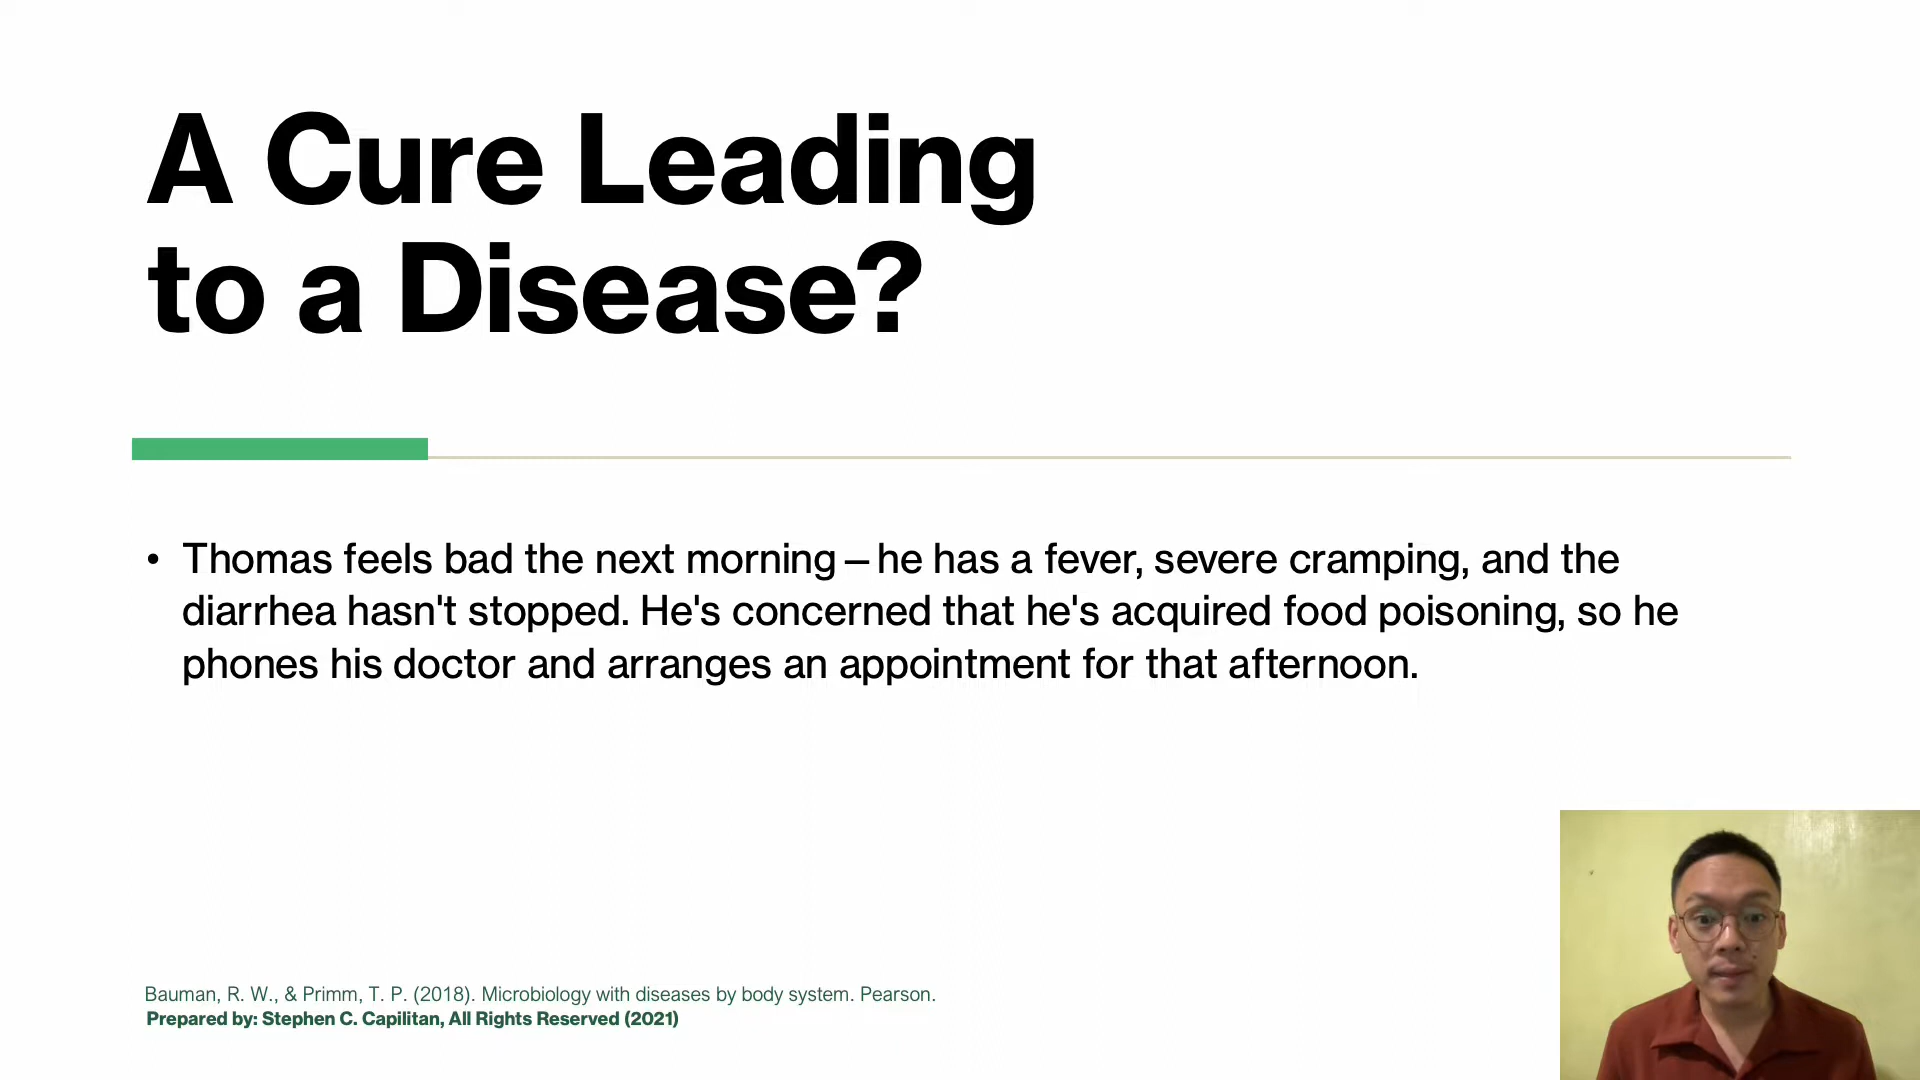 A Cure Leading
to a Disease?
• Thomas feels bad the next morning—he has a fever, severe cramping, and the
diarrhea hasn't stopped. He's concerned that he's acquired food poisoning, so he
phones his doctor and arranges an appointment for that afternoon.
Bauman, R. W., & Primm, T. P. (2018). Microbiology with diseases by body system. Pearson.
Prepared by: Stephen C. Capilitan, All Rights Reserved (2021)